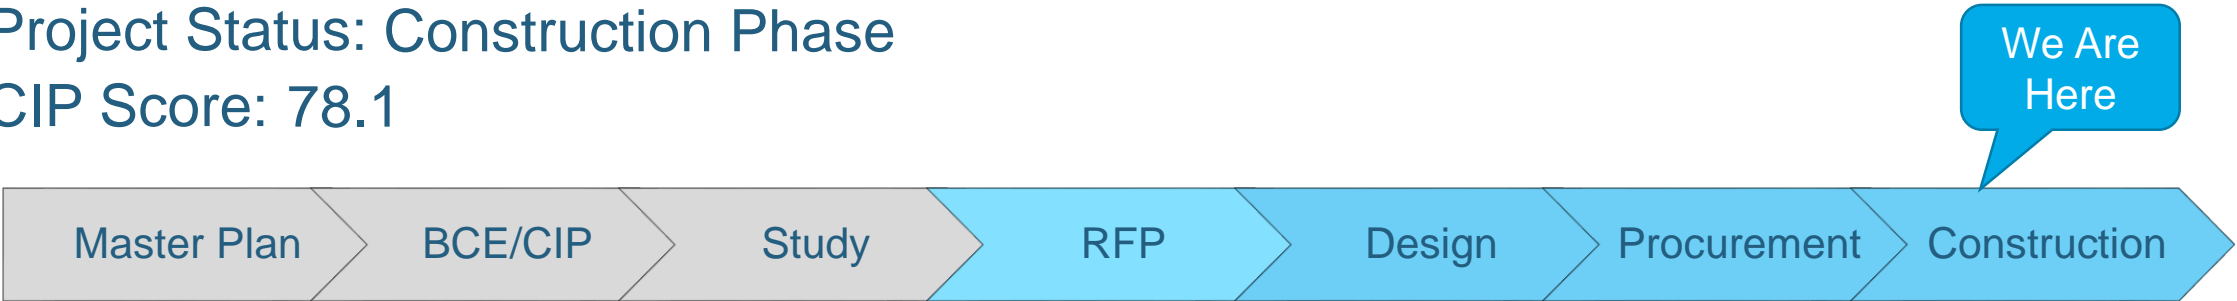 Project Status: Construction Phase
CIP Score: 78.1
We Are
Here
Master Plan
BCE/CIP
Study
RFP
Design
Procurement
Construction